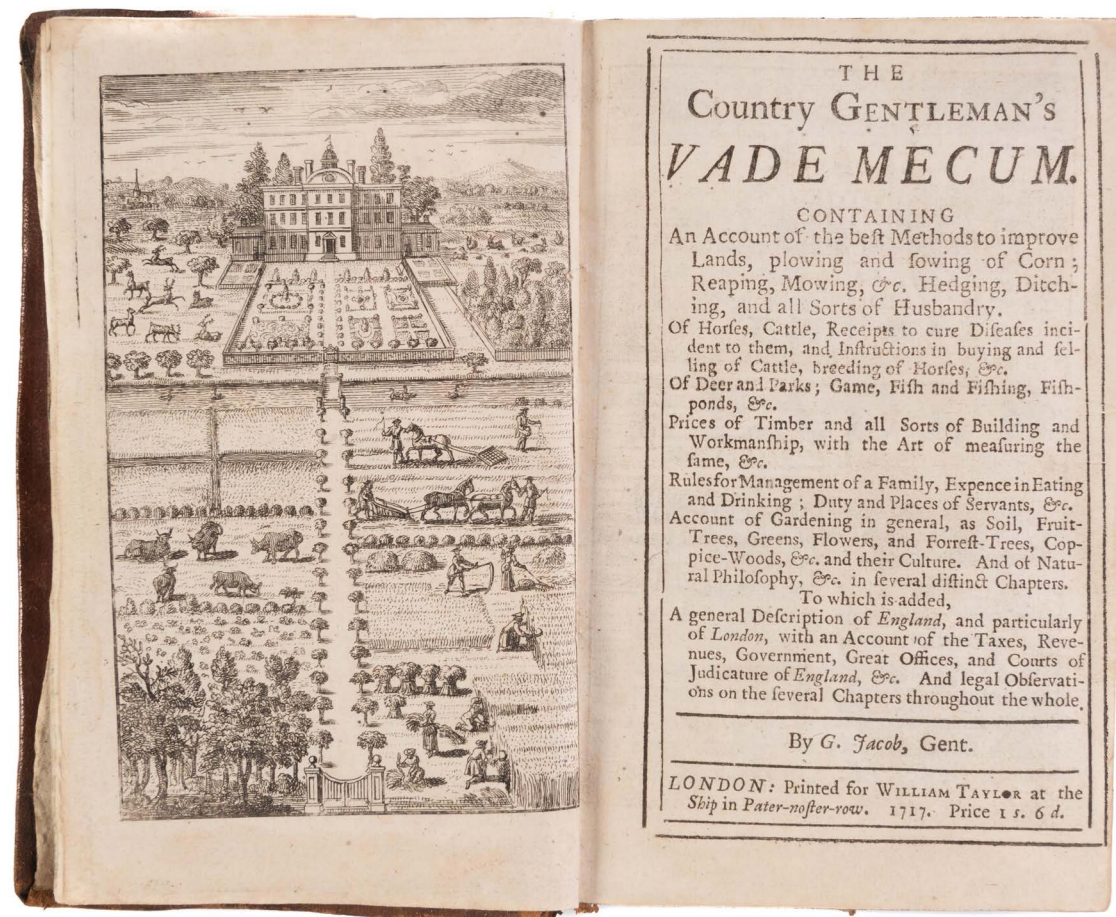 THE
Country GENTLEMAN's
VADE MECUM.
CONTAINING
An Account of the beſt Methods to improve
Lands, plowing and ſowing of Corn ;
Reaping, Mowing, &c. Hedging, Ditch-
ing, and all Sorts of Husbandry.
Of Horſes, Cattle, Receipts to cure Diſeaſes inci-
dent to them, and Inſtructions in buying and ſel-
ling of Cattle, breeding of Horſes, &c.
Of Deer and Parks ; Game, Fiſh and Fiſhing, Fiſh-
ponds, &c.
Prices of Timber and all Sorts of Building and
Workmanſhip, with the Art of meaſuring the
ſame, &c.
Rules for Management of a Family, Expence in Eating
and Drinking ; Duty and Places of Servants, &c.
Account of Gardening in general, as Soil, Fruit-
Trees, Greens, Flowers, and Forreſt-Trees, Cop-
pice-Woods, &c. and their Culture. And of Natu-
ral Philoſophy, &c. in ſeveral diſtinct Chapters.
To which is added,
A general Deſcription of England, and particularly
of London, with an Account of the Taxes, Reve-
nues, Government, Great Offices, and Courts of
Judicature of England, &c. And legal Obſervati-
ons on the ſeveral Chapters throughout the whole.
By G. Jacob, Gent.
LONDON: Printed for WILLIAM TAYLOR at the
Ship in Pater-noſter-row. 1717. Price 1 s. 6 d.